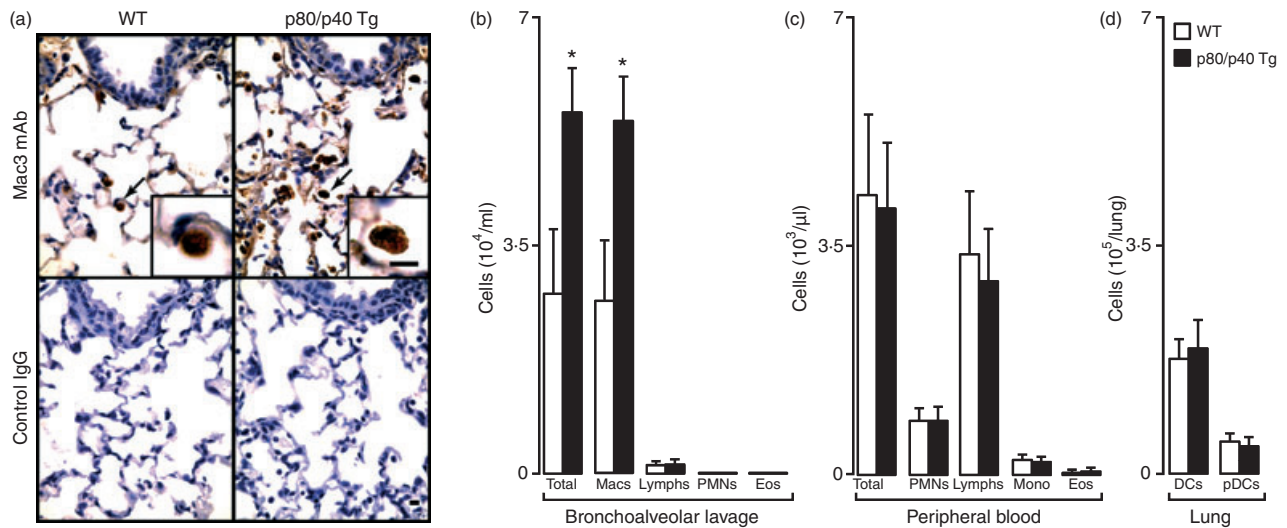 (a)
WT
p80/p40 Tg
Mac3 mAb
Control IgG
(b)
7
3·5
0
Cells (10⁴/ml)
*
*
Total
Macs
Lymphs
PMNs
Eos
Bronchoalveolar lavage
(c)
7
3·5
0
Cells (10³/µl)
Total
PMNs
Lymphs
Mono
Eos
Peripheral blood
(d)
7
3·5
0
Cells (10⁵/lung)
WT
p80/p40 Tg
DCs
pDCs
Lung